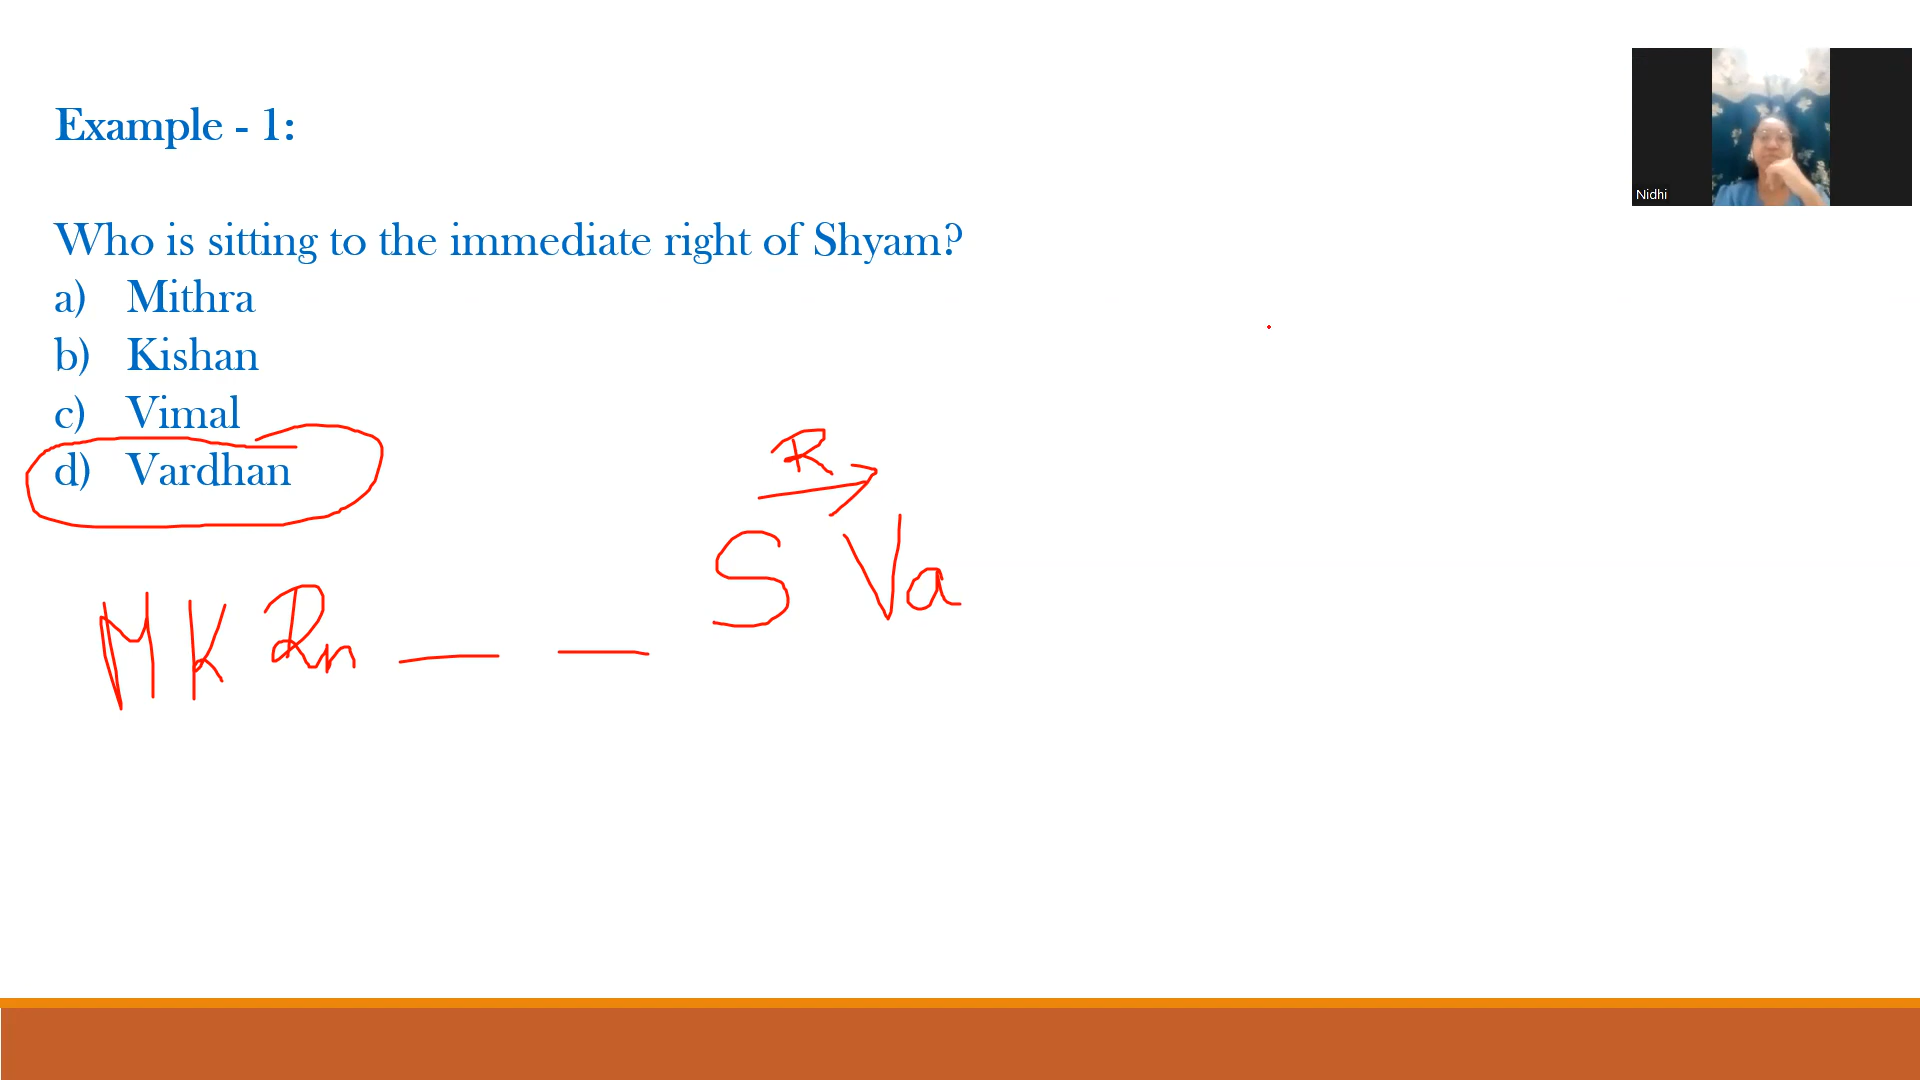 Example - 1:
Nidhi
Who is sitting to the immediate right of Shyam?
a) Mithra
b) Kishan
c) Vimal
d) Vardhan
R
S Va
M K Rn _ _